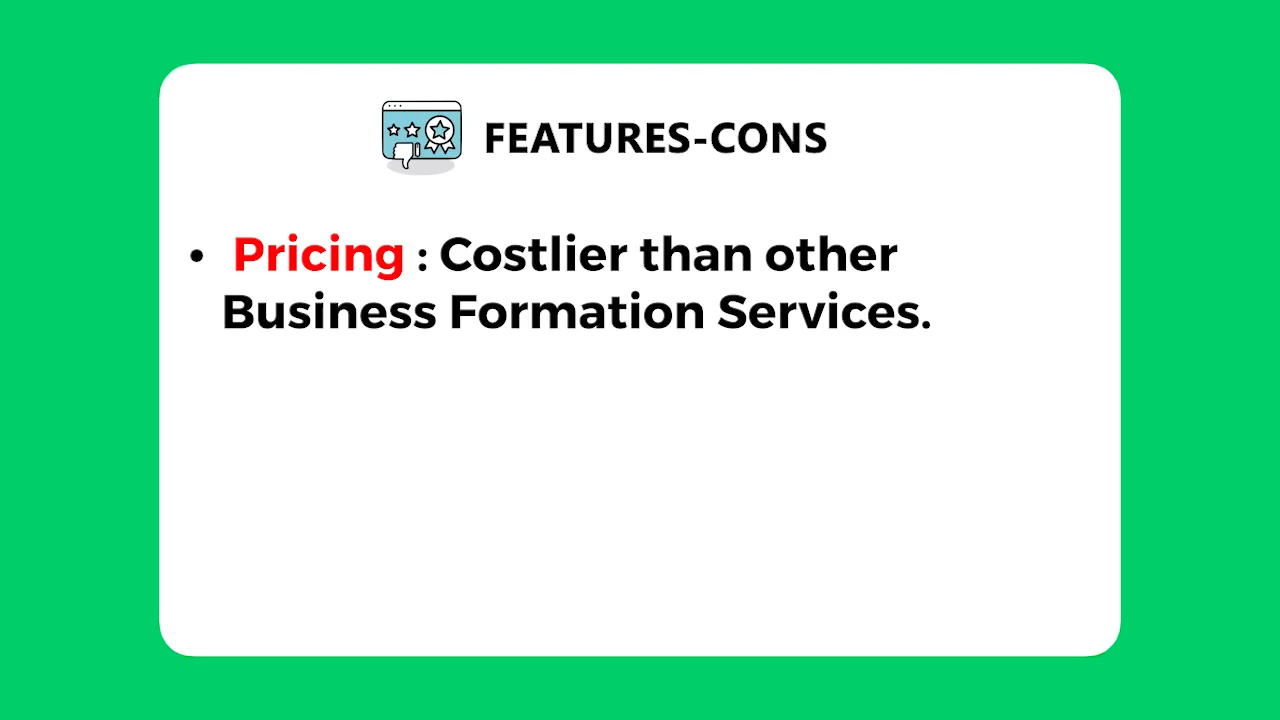 FEATURES-CONS
• Pricing : Costlier than other
Business Formation Services.